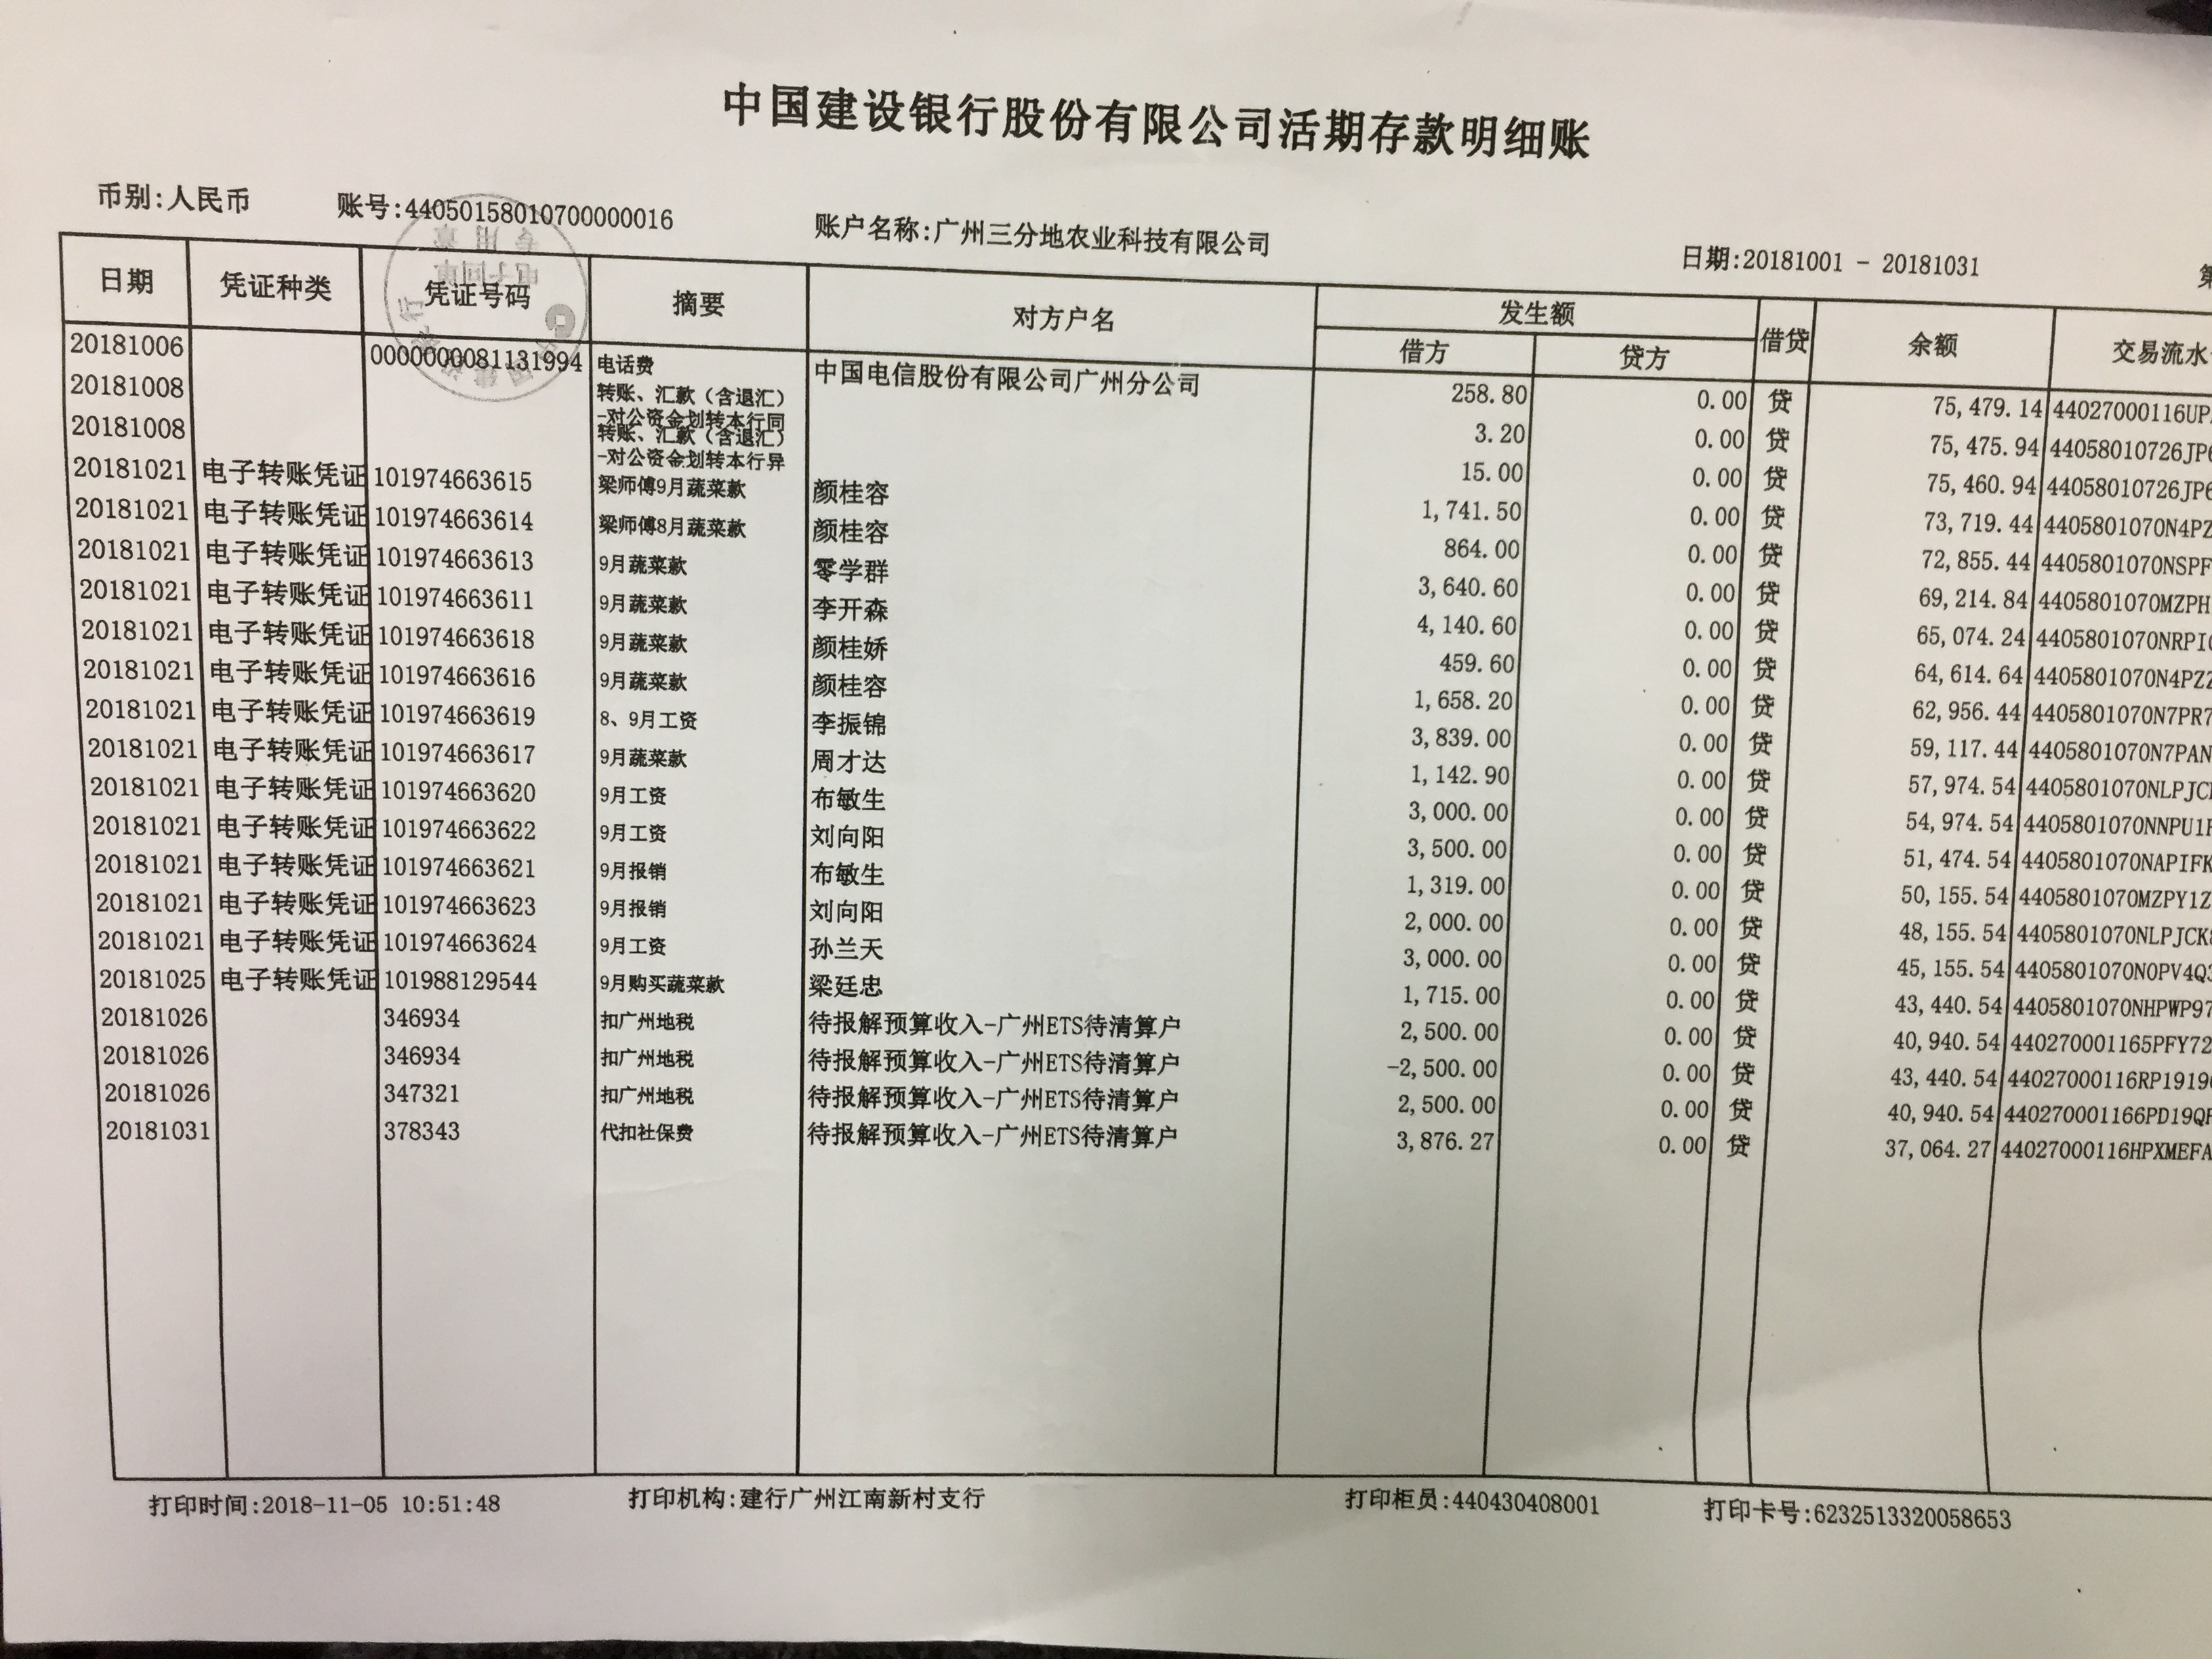 中国建设银行股份有限公司活期存款明细账
币别:人民币 账号:44050158010700000016 账户名称:广州三分地农业科技有限公司 日期:20181001 - 20181031 第
日期 凭证种类 凭证号码 摘要 对方户名 发生额 借贷 余额 交易流水
借方 贷方
20181006 0000000081131994 电话费 中国电信股份有限公司广州分公司 258.80 0.00 贷 75,479.14 44027000116UP
20181008 转账、汇款（含退汇）-对公资金划转本行同 3.20 0.00 贷 75,475.94 44058010726JP6
20181008 转账、汇款（含退汇）-对公资金划转本行异 15.00 0.00 贷 75,460.94 44058010726JP6
20181021 电子转账凭证 101974663615 梁师傅9月蔬菜款 颜桂容 1,741.50 0.00 贷 73,719.44 4405801070N4PZ
20181021 电子转账凭证 101974663614 梁师傅8月蔬菜款 颜桂容 864.00 0.00 贷 72,855.44 4405801070NSPF
20181021 电子转账凭证 101974663613 9月蔬菜款 零学群 3,640.60 0.00 贷 69,214.84 4405801070MZPH
20181021 电子转账凭证 101974663611 9月蔬菜款 李开森 4,140.60 0.00 贷 65,074.24 4405801070NRPI
20181021 电子转账凭证 101974663618 9月蔬菜款 颜桂娇 459.60 0.00 贷 64,614.64 4405801070N4PZ
20181021 电子转账凭证 101974663616 9月蔬菜款 颜桂容 1,658.20 0.00 贷 62,956.44 4405801070N7PR7
20181021 电子转账凭证 101974663619 8、9月工资 李振锦 3,839.00 0.00 贷 59,117.44 4405801070N7PAN
20181021 电子转账凭证 101974663617 9月蔬菜款 周才达 1,142.90 0.00 贷 57,974.54 4405801070NLPJC
20181021 电子转账凭证 101974663620 9月工资 布敏生 3,000.00 0.00 贷 54,974.54 4405801070NNPU1
20181021 电子转账凭证 101974663622 9月工资 刘向阳 3,500.00 0.00 贷 51,474.54 4405801070NAPIFK
20181021 电子转账凭证 101974663621 9月报销 布敏生 1,319.00 0.00 贷 50,155.54 4405801070MZPY1Z
20181021 电子转账凭证 101974663623 9月报销 刘向阳 2,000.00 0.00 贷 48,155.54 4405801070NLPJCK
20181021 电子转账凭证 101974663624 9月工资 孙兰天 3,000.00 0.00 贷 45,155.54 4405801070N0PV4Q
20181025 电子转账凭证 101988129544 9月购买蔬菜款 梁廷忠 1,715.00 0.00 贷 43,440.54 4405801070NHPWP97
20181026 346934 扣广州地税 待报解预算收入-广州ETS待清算户 2,500.00 0.00 贷 40,940.54 440270001165PFY72
20181026 346934 扣广州地税 待报解预算收入-广州ETS待清算户 -2,500.00 0.00 贷 43,440.54 44027000116RP1919
20181026 347321 扣广州地税 待报解预算收入-广州ETS待清算户 2,500.00 0.00 贷 40,940.54 440270001166PD19Q
20181031 378343 代扣社保费 待报解预算收入-广州ETS待清算户 3,876.27 0.00 贷 37,064.27 44027000116HPXMEFA
打印时间:2018-11-05 10:51:48 打印机构:建行广州江南新村支行 打印柜员:440430408001 打印卡号:6232513320058653